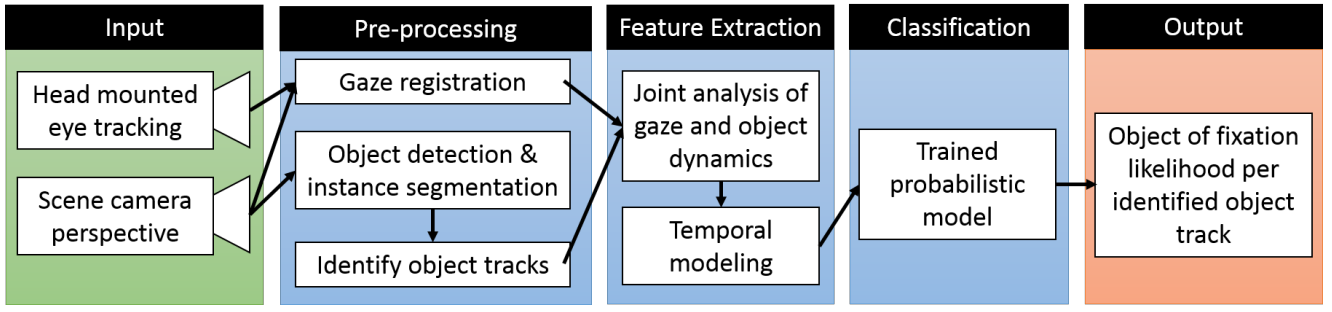 Input
Head mounted
eye tracking
Scene camera
perspective
Pre-processing
Gaze registration
Object detection &
instance segmentation
Identify object tracks
Feature Extraction
Joint analysis of
gaze and object
dynamics
Temporal
modeling
Classification
Trained
probabilistic
model
Output
Object of fixation
likelihood per
identified object
track